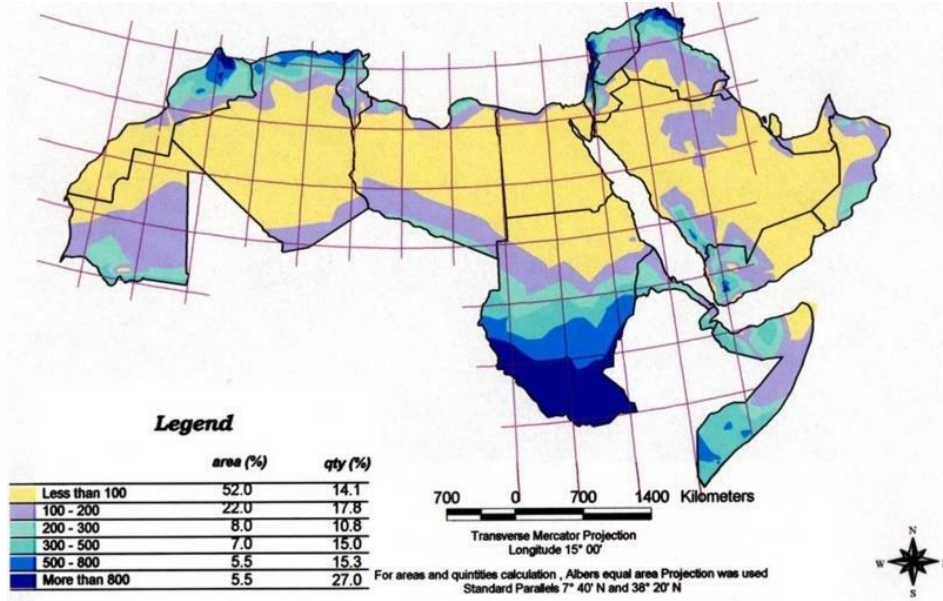 Legend
area (%) qty (%)
Less than 100 52.0 14.1
100 - 200 22.0 17.8
200 - 300 8.0 10.8
300 - 500 7.0 15.0
500 - 800 5.5 15.3
More than 800 5.5 27.0
700 0 700 1400 Kilometers
Transverse Mercator Projection
Longitude 15° 00'
For areas and quintities calculation , Albers equal area Projection was used
Standard Parallels 7° 40' N and 38° 20' N
N
W
S